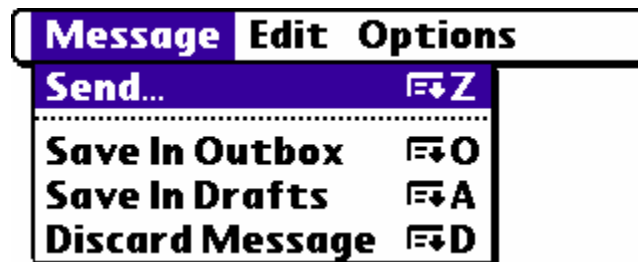 Message Edit Options
Send... Z
Save In Outbox O
Save In Drafts A
Discard Message D